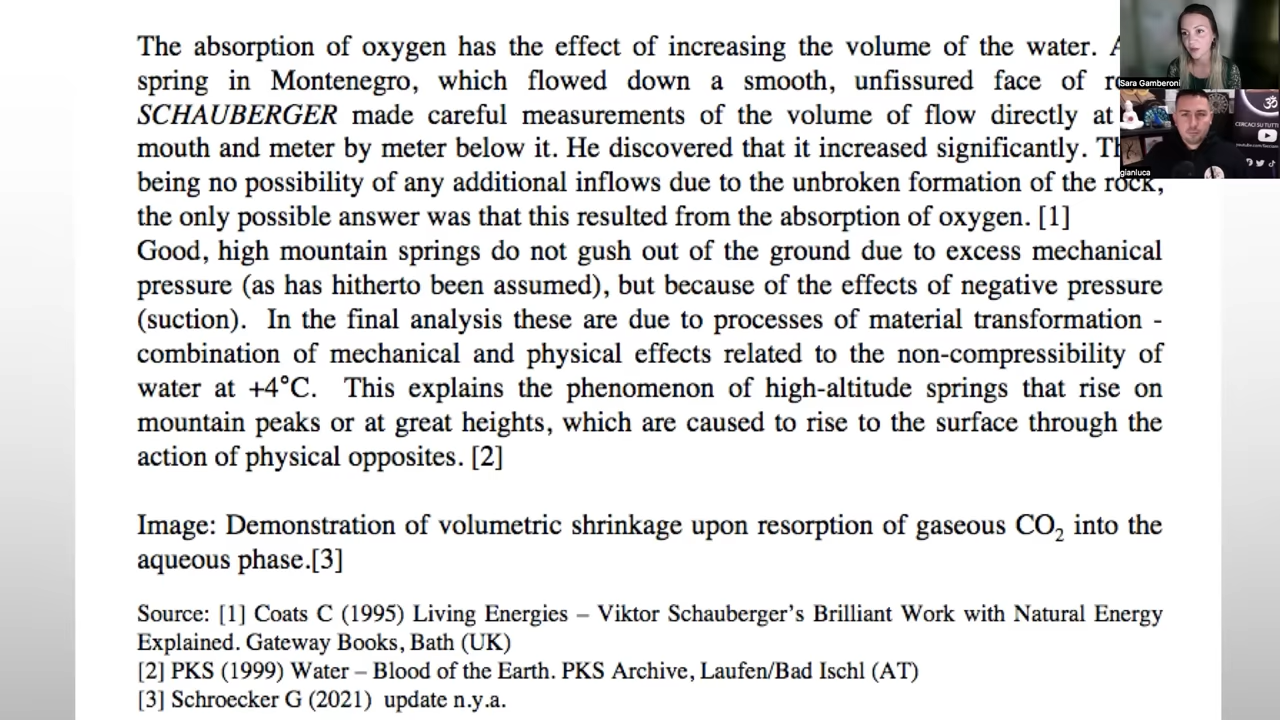 The absorption of oxygen has the effect of increasing the volume of the water.
spring in Montenegro, which flowed down a smooth, unfissured face of
SCHAUBERGER made careful measurements of the volume of flow directly at
mouth and meter by meter below it. He discovered that it increased significantly.
being no possibility of any additional inflows due to the unbroken formation of the rock,
the only possible answer was that this resulted from the absorption of oxygen. [1]
Good, high mountain springs do not gush out of the ground due to excess mechanical
pressure (as has hitherto been assumed), but because of the effects of negative pressure
(suction). In the final analysis these are due to processes of material transformation -
combination of mechanical and physical effects related to the non-compressibility of
water at +4°C. This explains the phenomenon of high-altitude springs that rise on
mountain peaks or at great heights, which are caused to rise to the surface through the
action of physical opposites. [2]
Image: Demonstration of volumetric shrinkage upon resorption of gaseous CO₂ into the
aqueous phase.[3]
Source: [1] Coats C (1995) Living Energies – Viktor Schauberger's Brilliant Work with Natural Energy
Explained. Gateway Books, Bath (UK)
[2] PKS (1999) Water – Blood of the Earth. PKS Archive, Laufen/Bad Ischl (AT)
[3] Schroecker G (2021) update n.y.a.
Sara Gamberoni
ॐ
CERCACI SU TUTTI
gianluca